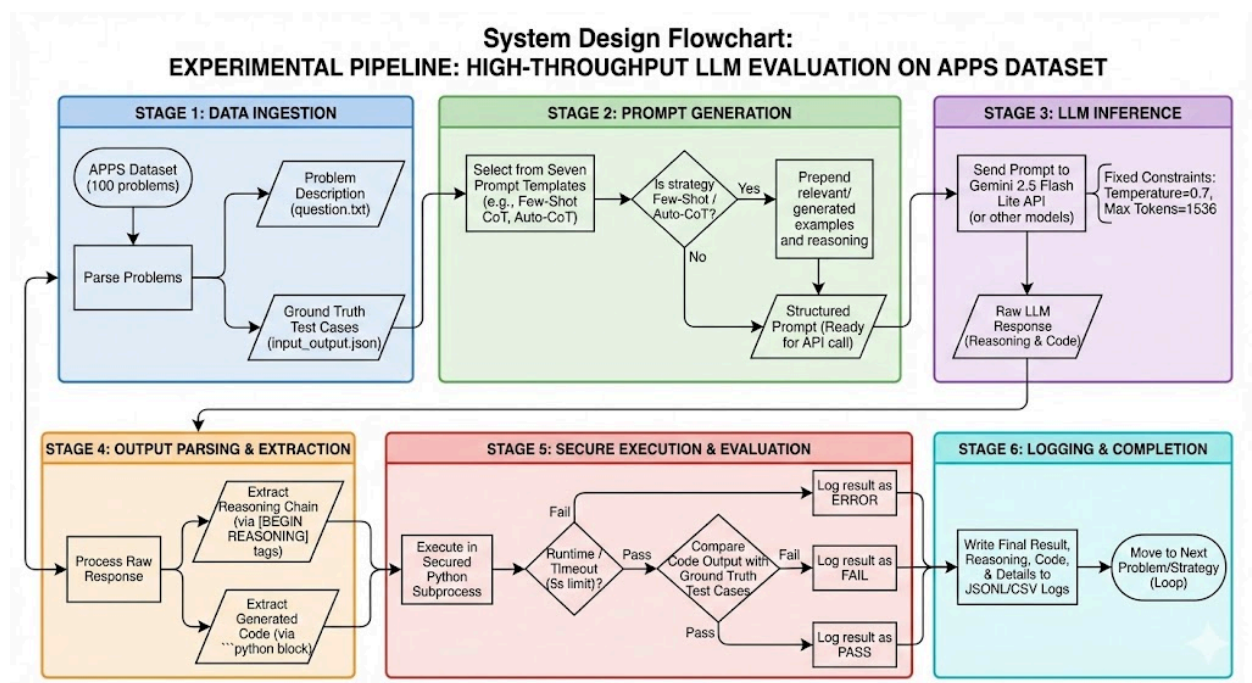 System Design Flowchart:
EXPERIMENTAL PIPELINE: HIGH-THROUGHPUT LLM EVALUATION ON APPS DATASET
STAGE 1: DATA INGESTION
APPS Dataset
(100 problems)
Parse Problems
Problem
Description
(question.txt)
Ground Truth
Test Cases
(input_output.json)
STAGE 2: PROMPT GENERATION
Select from Seven
Prompt Templates
(e.g., Few-Shot
CoT, Auto-CoT)
Is strategy
Few-Shot /
Auto-CoT?
Yes
No
Prepend
relevant/
generated
examples
and reasoning
Structured
Prompt (Ready
for API call)
STAGE 3: LLM INFERENCE
Send Prompt to
Gemini 2.5 Flash
Lite API
(or other models)
Fixed Constraints:
Temperature=0.7,
Max Tokens=1536
Raw LLM
Response
(Reasoning & Code)
STAGE 4: OUTPUT PARSING & EXTRACTION
Process Raw
Response
Extract
Reasoning Chain
(via [BEGIN
REASONING]
tags)
Extract
Generated
Code (via
```python block)
STAGE 5: SECURE EXECUTION & EVALUATION
Execute in
Secured
Python
Subprocess
Runtime /
Timeout
(5s limit)?
Fail
Pass
Compare
Code Output with
Ground Truth
Test Cases
Fail
Pass
Log result as
ERROR
Log result as
FAIL
Log result as
PASS
STAGE 6: LOGGING & COMPLETION
Write Final Result,
Reasoning, Code,
& Details to
JSONL/CSV Logs
Move to Next
Problem/Strategy
(Loop)